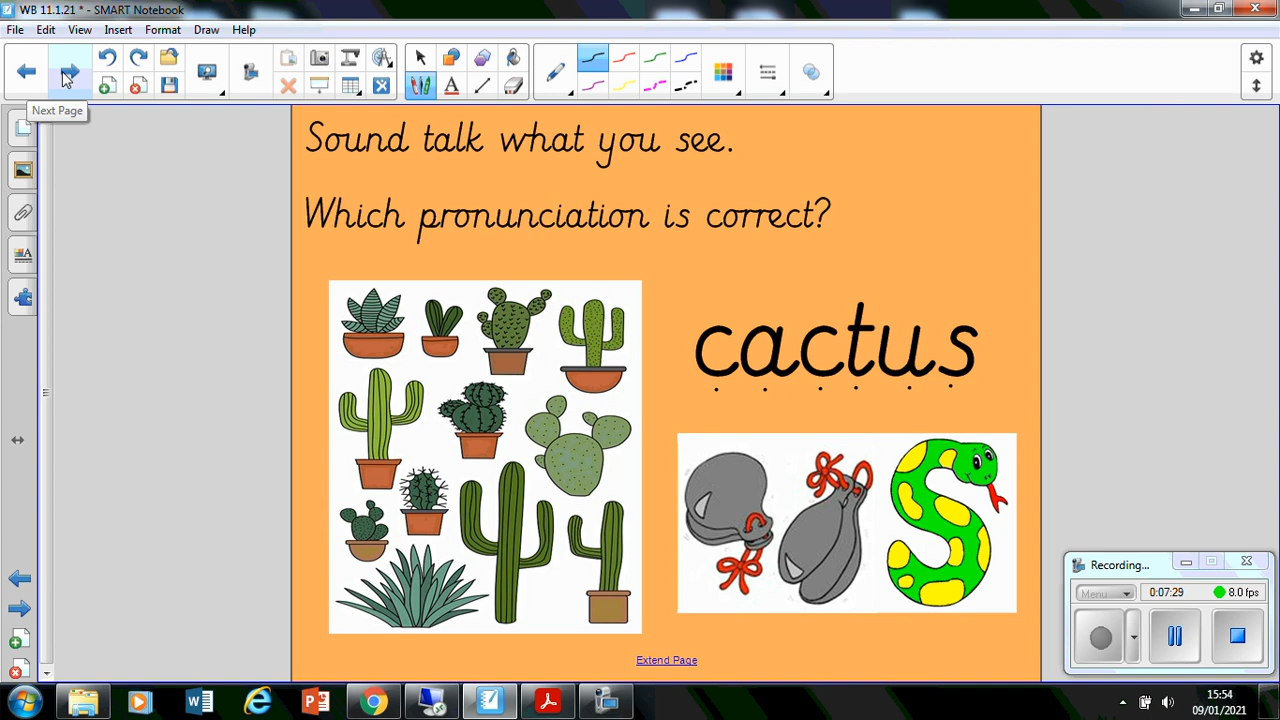 WB 11.1.21 * - SMART Notebook
File Edit View Insert Format Draw Help
Next Page
Sound talk what you see.
Which pronunciation is correct?
cactus
Extend Page
Recording...
Menu 0:07:29 8.0 fps
15:54
09/01/2021